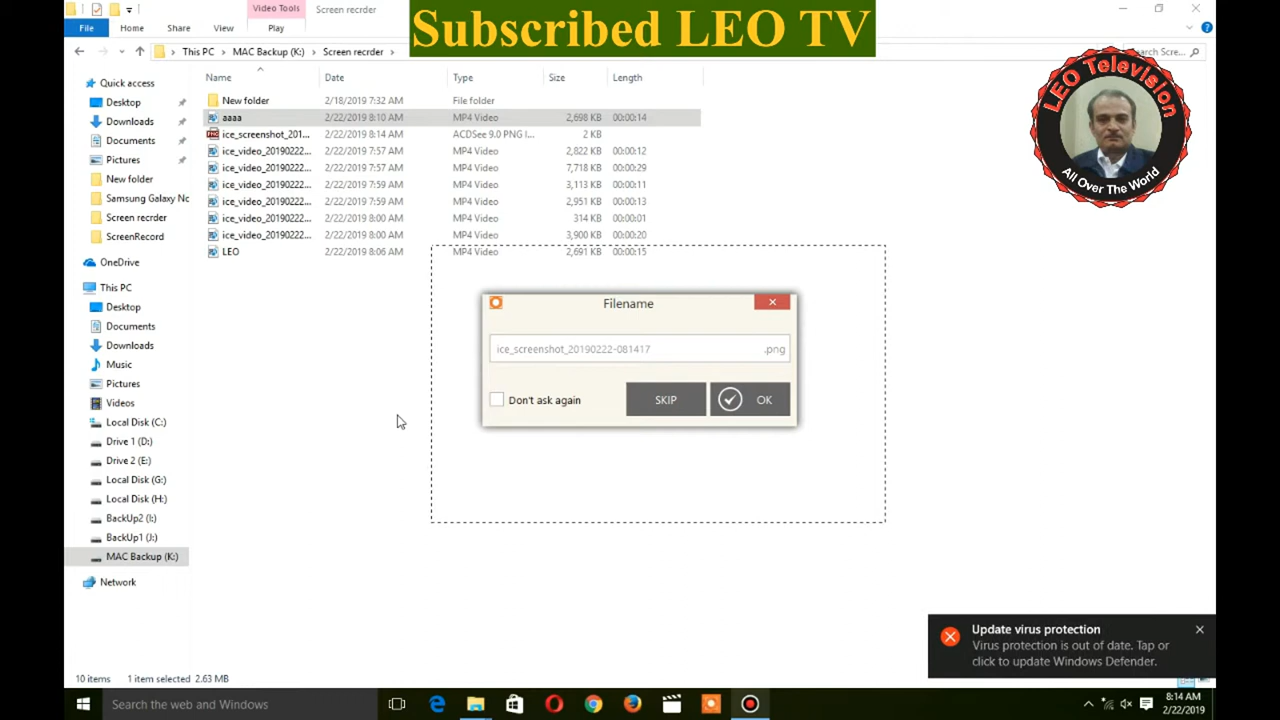 Video Tools
Screen recrder
Subscribed LEO TV
File
Home
Share
View
Play
This PC
MAC Backup (K:)
Screen recrder
Search Scre...
LEO Television
All Over The World
Quick access
Desktop
Downloads
Documents
Pictures
New folder
Samsung Galaxy Nc
Screen recrder
ScreenRecord
OneDrive
This PC
Desktop
Documents
Downloads
Music
Pictures
Videos
Local Disk (C:)
Drive 1 (D:)
Drive 2 (E:)
Local Disk (G:)
Local Disk (H:)
BackUp2 (I:)
BackUp1 (J:)
MAC Backup (K:)
Network
Name Date Type Size Length
New folder 2/18/2019 7:32 AM File folder
aaaa 2/22/2019 8:10 AM MP4 Video 2,698 KB 00:00:14
ice_screenshot_201... 2/22/2019 8:14 AM ACDSee 9.0 PNG I... 2 KB
ice_video_20190222... 2/22/2019 7:57 AM MP4 Video 2,822 KB 00:00:12
ice_video_20190222... 2/22/2019 7:57 AM MP4 Video 7,718 KB 00:00:29
ice_video_20190222... 2/22/2019 7:59 AM MP4 Video 3,113 KB 00:00:11
ice_video_20190222... 2/22/2019 7:59 AM MP4 Video 2,951 KB 00:00:13
ice_video_20190222... 2/22/2019 8:00 AM MP4 Video 314 KB 00:00:01
ice_video_20190222... 2/22/2019 8:00 AM MP4 Video 3,900 KB 00:00:20
LEO 2/22/2019 8:06 AM MP4 Video 2,691 KB 00:00:15
Filename
ice_screenshot_20190222-081417 .png
Don't ask again
SKIP
OK
Update virus protection
Virus protection is out of date. Tap or
click to update Windows Defender.
10 items 1 item selected 2.63 MB
Search the web and Windows
8:14 AM
2/22/2019